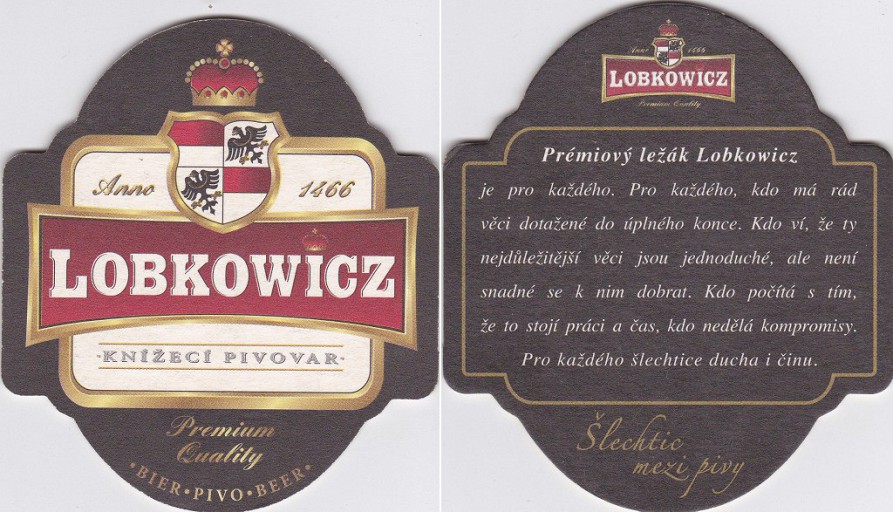 Anno 1466
LOBKOWICZ
·KNÍŽECÍ PIVOVAR·
Premium
Quality
·BIER·PIVO·BEER·
Anno 1466
LOBKOWICZ
Premium Quality
Prémiový ležák Lobkowicz
je pro každého. Pro každého, kdo má rád
věci dotažené do úplného konce. Kdo ví, že ty
nejdůležitější věci jsou jednoduché, ale není
snadné se k nim dobrat. Kdo počítá s tím,
že to stojí práci a čas, kdo nedělá kompromisy.
Pro každého šlechtice ducha i činu.
Šlechtic
mezi pivy